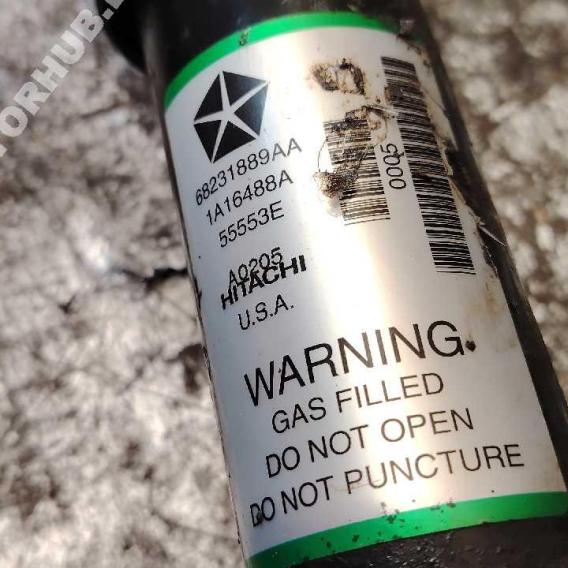 68231889AA
1A16488A
55553E
A0205
HITACHI
U.S.A.
0005
WARNING.
GAS FILLED
DO NOT OPEN
DO NOT PUNCTURE